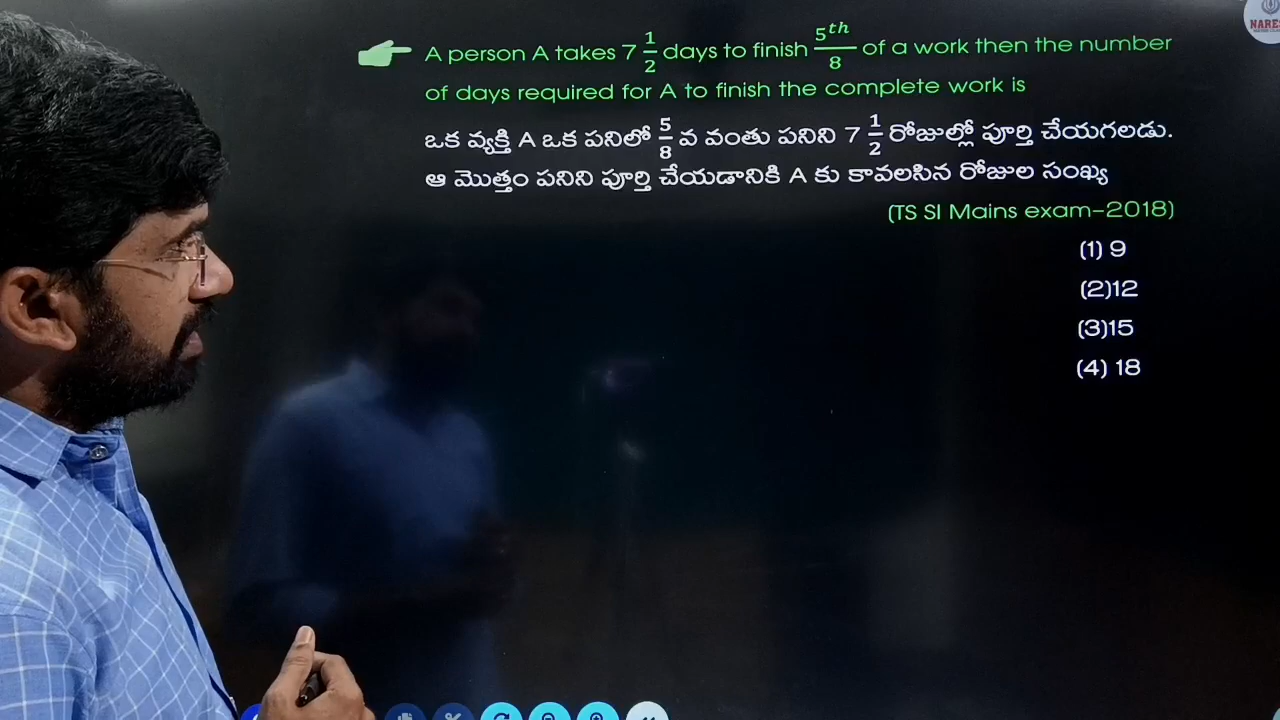 A person A takes 7 1/2 days to finish 5th/8 of a work then the number
of days required for A to finish the complete work is
ఒక వ్యక్తి A ఒక పనిలో 5/8 వ వంతు పనిని 7 1/2 రోజుల్లో పూర్తి చేయగలడు.
ఆ మొత్తం పనిని పూర్తి చేయడానికి A కు కావలసిన రోజుల సంఖ్య
(TS SI Mains exam-2018)
(1) 9
(2)12
(3)15
(4) 18